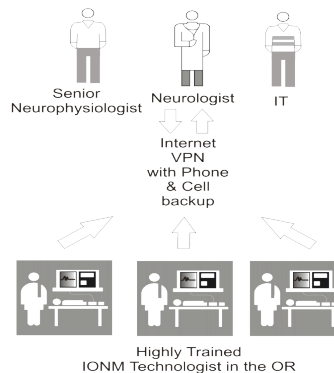 Senior
Neurophysiologist
Neurologist
IT
Internet
VPN
with Phone
& Cell
backup
Highly Trained
IONM Technologist in the OR